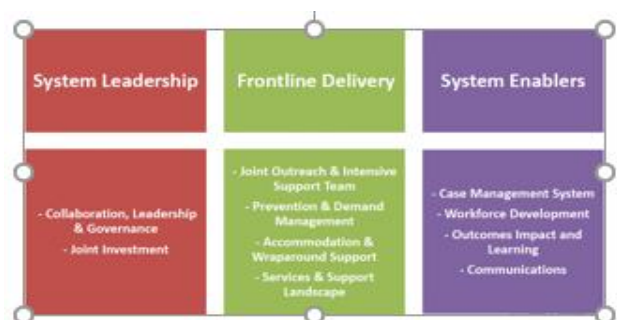 System Leadership
Frontline Delivery
System Enablers
- Collaboration, Leadership
& Governance
- Joint Investment
- Joint Outreach & Intensive
Support Team
- Prevention & Demand
Management
- Accommodation &
Wraparound Support
- Services & Support
Landscape
- Case Management System
- Workforce Development
- Outcomes Impact and
Learning
- Communications